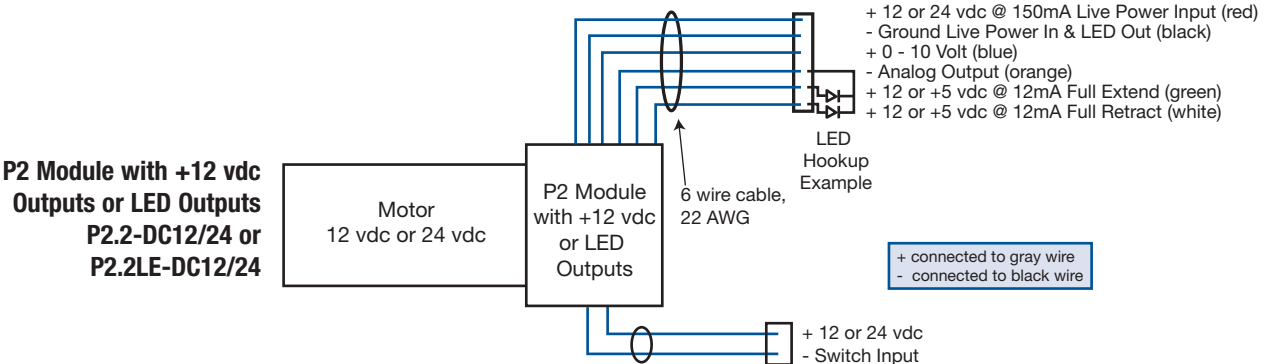 + 12 or 24 vdc @ 150mA Live Power Input (red)
- Ground Live Power In & LED Out (black)
+ 0 - 10 Volt (blue)
- Analog Output (orange)
+ 12 or +5 vdc @ 12mA Full Extend (green)
+ 12 or +5 vdc @ 12mA Full Retract (white)
LED
Hookup
Example
P2 Module with +12 vdc
Outputs or LED Outputs
P2.2-DC12/24 or
P2.2LE-DC12/24
Motor
12 vdc or 24 vdc
P2 Module
with +12 vdc
or LED
Outputs
6 wire cable,
22 AWG
+ connected to gray wire
- connected to black wire
+ 12 or 24 vdc
- Switch Input